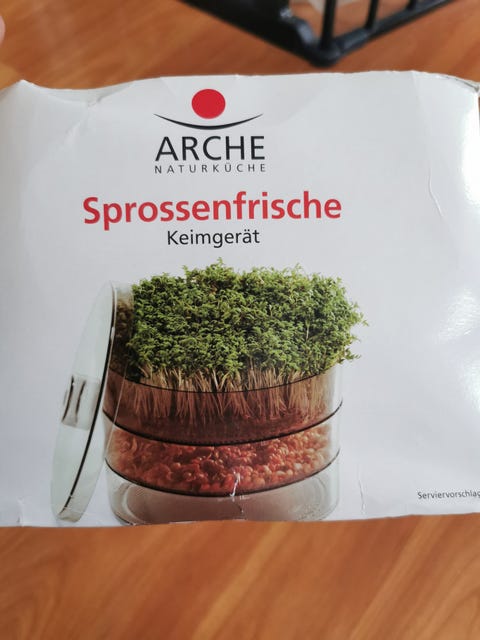 ARCHE
NATURKÜCHE
Sprossenfrische
Keimgerät
Serviervorschlag